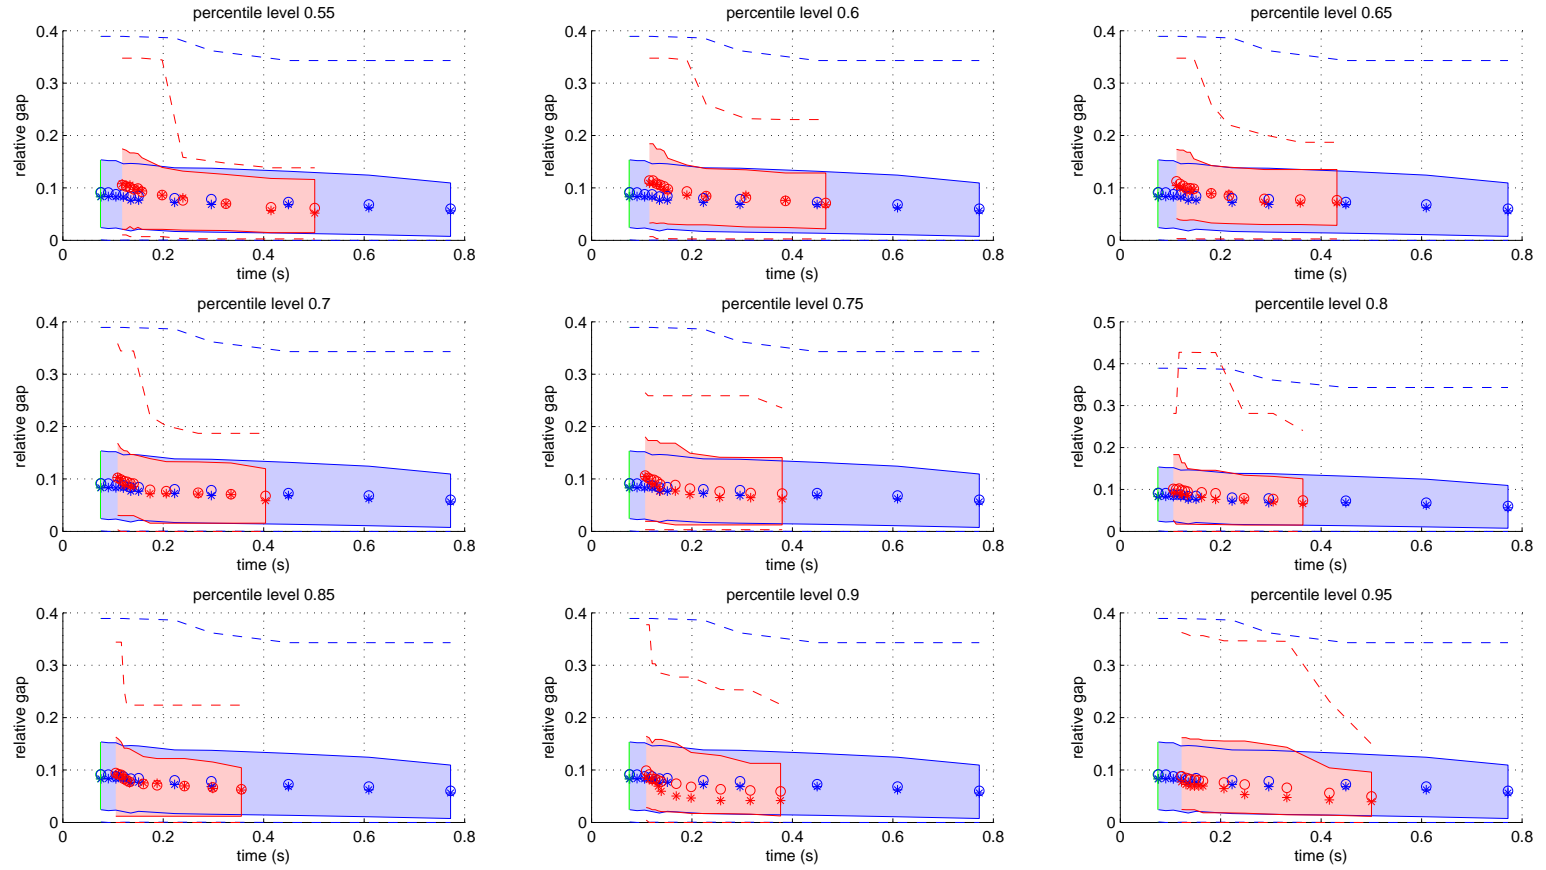 percentile level 0.55
percentile level 0.6
percentile level 0.65
0.4
0.3
0.2
0.1
0
relative gap
0 0.2 0.4 0.6 0.8
time (s)
0.4
0.3
0.2
0.1
0
relative gap
0 0.2 0.4 0.6 0.8
time (s)
0.4
0.3
0.2
0.1
0
relative gap
0 0.2 0.4 0.6 0.8
time (s)
percentile level 0.7
percentile level 0.75
percentile level 0.8
0.4
0.3
0.2
0.1
0
relative gap
0 0.2 0.4 0.6 0.8
time (s)
0.4
0.3
0.2
0.1
0
relative gap
0 0.2 0.4 0.6 0.8
time (s)
0.5
0.4
0.3
0.2
0.1
0
relative gap
0 0.2 0.4 0.6 0.8
time (s)
percentile level 0.85
percentile level 0.9
percentile level 0.95
0.4
0.3
0.2
0.1
0
relative gap
0 0.2 0.4 0.6 0.8
time (s)
0.4
0.3
0.2
0.1
0
relative gap
0 0.2 0.4 0.6 0.8
time (s)
0.4
0.3
0.2
0.1
0
relative gap
0 0.2 0.4 0.6 0.8
time (s)